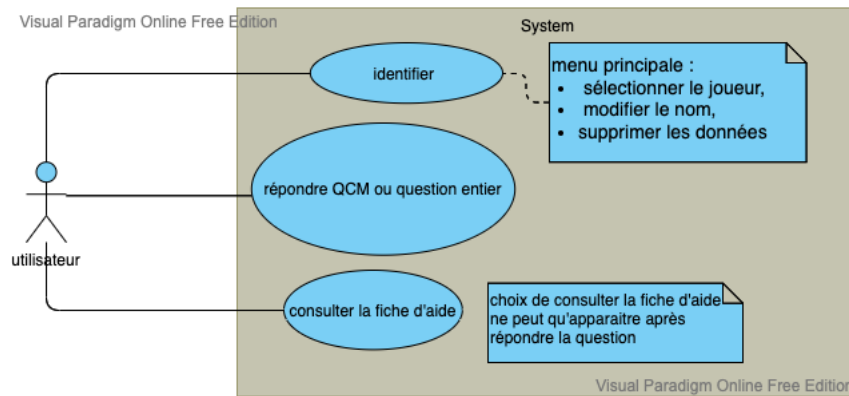 Visual Paradigm Online Free Edition
System
identifier
menu principale :
• sélectionner le joueur,
• modifier le nom,
• supprimer les données
répondre QCM ou question entier
utilisateur
consulter la fiche d'aide
choix de consulter la fiche d'aide
ne peut qu'apparaitre après
répondre la question
Visual Paradigm Online Free Edition